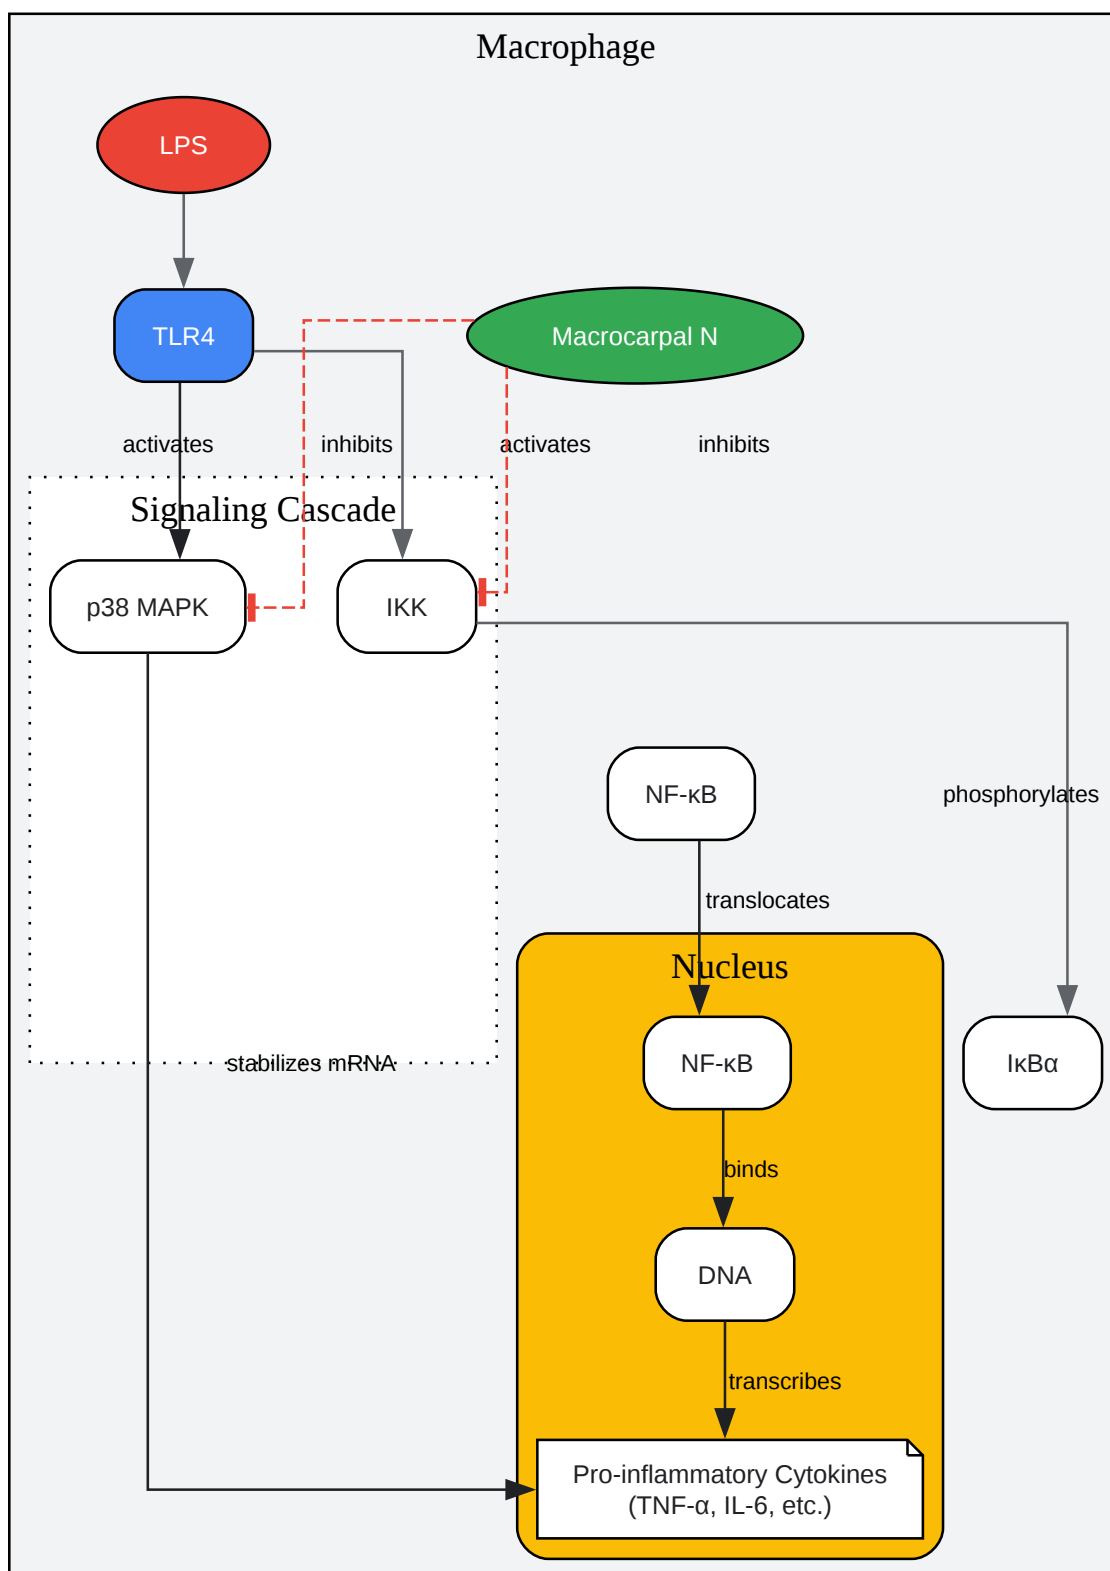 Macrophage
LPS
TLR4
Macrocarpal N
activates
inhibits
activates
inhibits
Signaling Cascade
p38 MAPK
IKK
NF-κB
phosphorylates
translocates
Nucleus
NF-κB
IκBα
stabilizes mRNA
binds
DNA
transcribes
Pro-inflammatory Cytokines
(TNF-α, IL-6, etc.)